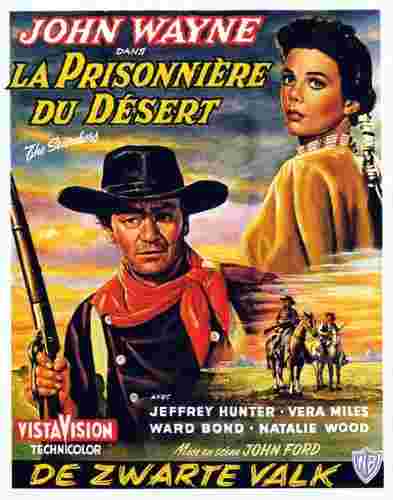 JOHN WAYNE
DANS
LA PRISONNIÈRE
DU DÉSERT
The Searchers
AVEC
JEFFREY HUNTER · VERA MILES
WARD BOND · NATALIE WOOD
VISTAVISION
TECHNICOLOR
Mise en scène JOHN FORD
WB
DE ZWARTE VALK